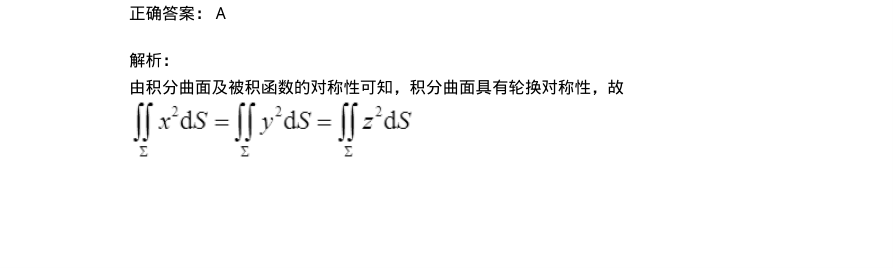 正确答案： A
解析：
由积分曲面及被积函数的对称性可知，积分曲面具有轮换对称性，故
∬_Σ x²dS = ∬_Σ y²dS = ∬_Σ z²dS